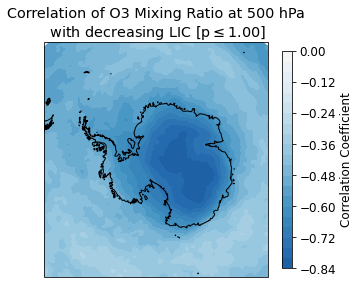 Correlation of O3 Mixing Ratio at 500 hPa
with decreasing LIC [p ≤ 1.00]
0.00
−0.12
−0.24
−0.36
−0.48
−0.60
−0.72
−0.84
Correlation Coefficient